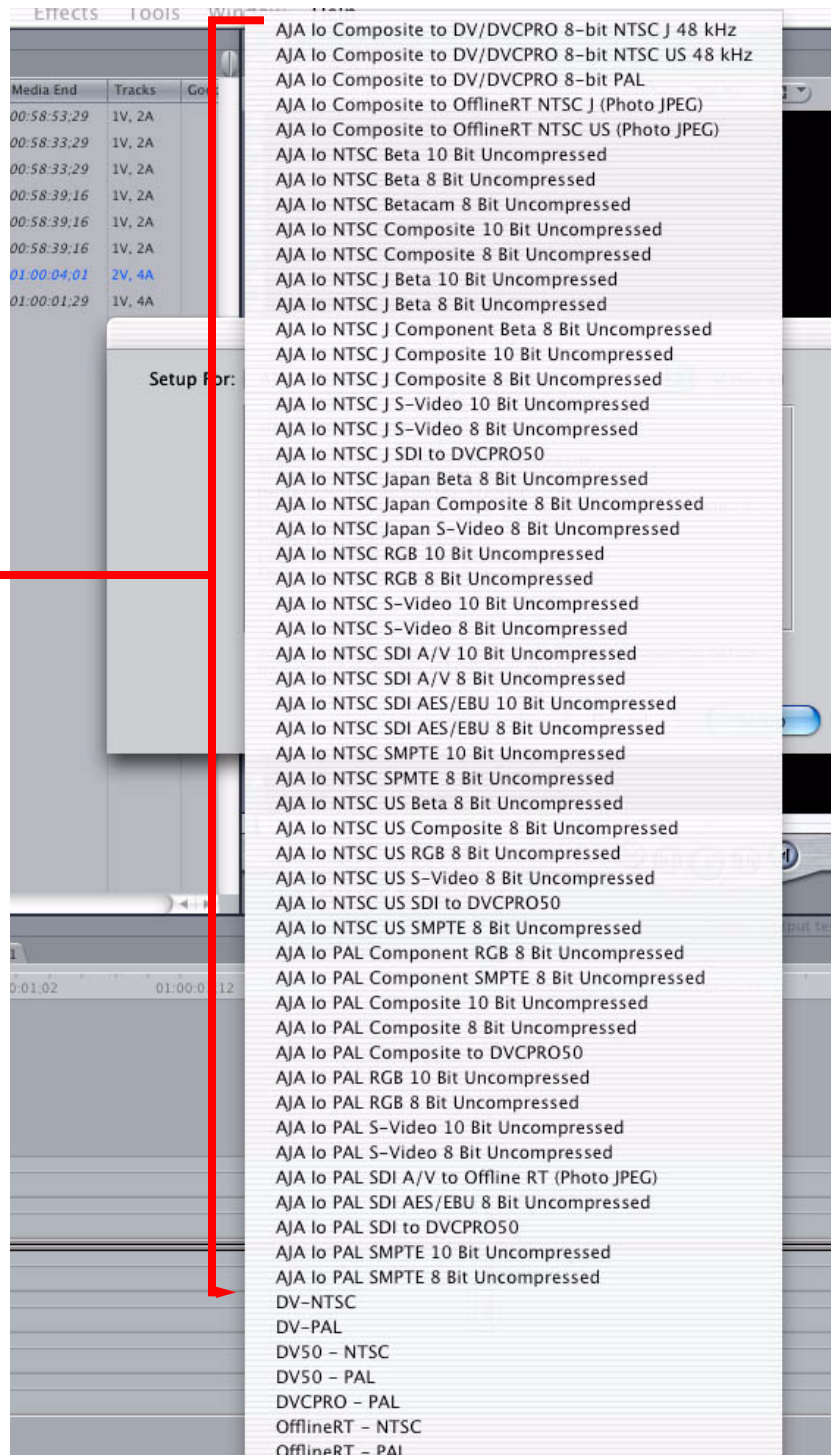 Effects Tools Window Help
Media End Tracks
00:58:53;29 1V, 2A
00:58:33;29 1V, 2A
00:58:33;29 1V, 2A
00:58:39;16 1V, 2A
00:58:39;16 1V, 2A
00:58:39;16 1V, 2A
01:00:04;01 2V, 4A
01:00:01;29 1V, 4A
Setup For:
AJA Io Composite to DV/DVCPRO 8-bit NTSC J 48 kHz
AJA Io Composite to DV/DVCPRO 8-bit NTSC US 48 kHz
AJA Io Composite to DV/DVCPRO 8-bit PAL
AJA Io Composite to OfflineRT NTSC J (Photo JPEG)
AJA Io Composite to OfflineRT NTSC US (Photo JPEG)
AJA Io NTSC Beta 10 Bit Uncompressed
AJA Io NTSC Beta 8 Bit Uncompressed
AJA Io NTSC Betacam 8 Bit Uncompressed
AJA Io NTSC Composite 10 Bit Uncompressed
AJA Io NTSC Composite 8 Bit Uncompressed
AJA Io NTSC J Beta 10 Bit Uncompressed
AJA Io NTSC J Beta 8 Bit Uncompressed
AJA Io NTSC J Component Beta 8 Bit Uncompressed
AJA Io NTSC J Composite 10 Bit Uncompressed
AJA Io NTSC J Composite 8 Bit Uncompressed
AJA Io NTSC J S-Video 10 Bit Uncompressed
AJA Io NTSC J S-Video 8 Bit Uncompressed
AJA Io NTSC J SDI to DVCPRO50
AJA Io NTSC Japan Beta 8 Bit Uncompressed
AJA Io NTSC Japan Composite 8 Bit Uncompressed
AJA Io NTSC Japan S-Video 8 Bit Uncompressed
AJA Io NTSC RGB 10 Bit Uncompressed
AJA Io NTSC RGB 8 Bit Uncompressed
AJA Io NTSC S-Video 10 Bit Uncompressed
AJA Io NTSC S-Video 8 Bit Uncompressed
AJA Io NTSC SDI A/V 10 Bit Uncompressed
AJA Io NTSC SDI A/V 8 Bit Uncompressed
AJA Io NTSC SDI AES/EBU 10 Bit Uncompressed
AJA Io NTSC SDI AES/EBU 8 Bit Uncompressed
AJA Io NTSC SMPTE 10 Bit Uncompressed
AJA Io NTSC SPMTE 8 Bit Uncompressed
AJA Io NTSC US Beta 8 Bit Uncompressed
AJA Io NTSC US Composite 8 Bit Uncompressed
AJA Io NTSC US RGB 8 Bit Uncompressed
AJA Io NTSC US S-Video 8 Bit Uncompressed
AJA Io NTSC US SDI to DVCPRO50
AJA Io NTSC US SMPTE 8 Bit Uncompressed
AJA Io PAL Component RGB 8 Bit Uncompressed
AJA Io PAL Component SMPTE 8 Bit Uncompressed
AJA Io PAL Composite 10 Bit Uncompressed
AJA Io PAL Composite 8 Bit Uncompressed
AJA Io PAL Composite to DVCPRO50
AJA Io PAL RGB 10 Bit Uncompressed
AJA Io PAL RGB 8 Bit Uncompressed
AJA Io PAL S-Video 10 Bit Uncompressed
AJA Io PAL S-Video 8 Bit Uncompressed
AJA Io PAL SDI A/V to Offline RT (Photo JPEG)
AJA Io PAL SDI AES/EBU 8 Bit Uncompressed
AJA Io PAL SDI to DVCPRO50
AJA Io PAL SMPTE 10 Bit Uncompressed
AJA Io PAL SMPTE 8 Bit Uncompressed
DV-NTSC
DV-PAL
DV50 - NTSC
DV50 - PAL
DVCPRO - PAL
OfflineRT - NTSC
OfflineRT - PAL